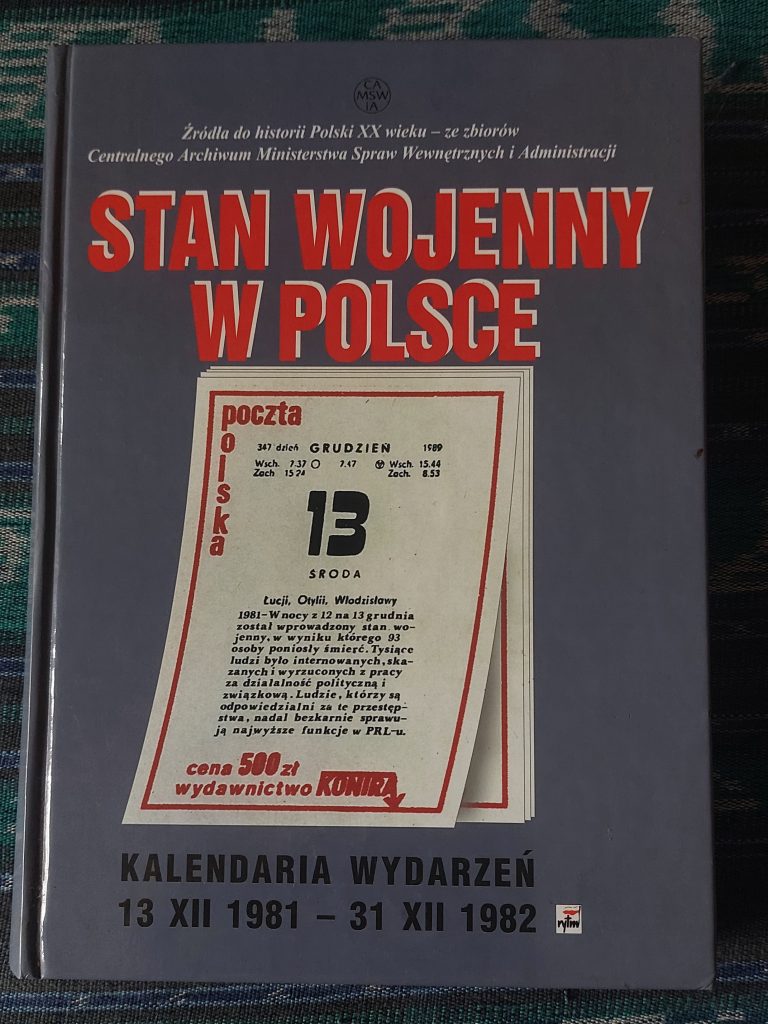 CA
MSW
IA
Źródła do historii Polski XX wieku – ze zbiorów
Centralnego Archiwum Ministerstwa Spraw Wewnętrznych i Administracji
STAN WOJENNY
W POLSCE
poczta
polska
347 dzień GRUDZIEŃ 1989
Wsch. 7.37 7.47 Wsch. 15.44
Zach. 15.24 Zach. 8.53
13
ŚRODA
Łucji, Otylii, Włodzisławy
1981–W nocy z 12 na 13 grudnia
został wprowadzony stan wo-
jenny, w wyniku którego 93
osoby poniosły śmierć. Tysiące
ludzi było internowanych, ska-
zanych i wyrzuconych z pracy
za działalność polityczną i
związkową. Ludzie, którzy są
odpowiedzialni za te przestęp-
stwa, nadal bezkarnie sprawu-
ją najwyższe funkcje w PRL-u.
cena 500 zł
wydawnictwo KONTRA
KALENDARIA WYDARZEŃ
13 XII 1981 – 31 XII 1982
rytm